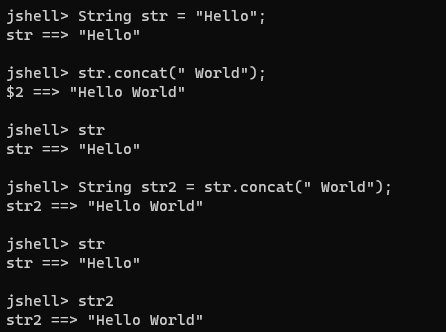 jshell> String str = "Hello";
str ==> "Hello"
jshell> str.concat(" World");
$2 ==> "Hello World"
jshell> str
str ==> "Hello"
jshell> String str2 = str.concat(" World");
str2 ==> "Hello World"
jshell> str
str ==> "Hello"
jshell> str2
str2 ==> "Hello World"